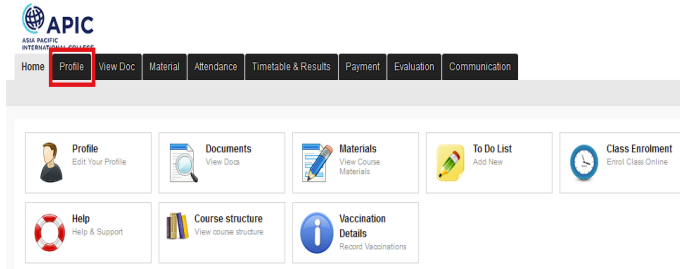 APIC
ASIA PACIFIC
INTERNATIONAL COLLEGE
Home Profile View Doc Material Attendance Timetable & Results Payment Evaluation Communication
Profile
Edit Your Profile
Documents
View Docs
Materials
View Course
Materials
To Do List
Add New
Class Enrolment
Enrol Class Online
Help
Help & Support
Course structure
View course structure
Vaccination
Details
Record Vaccinations